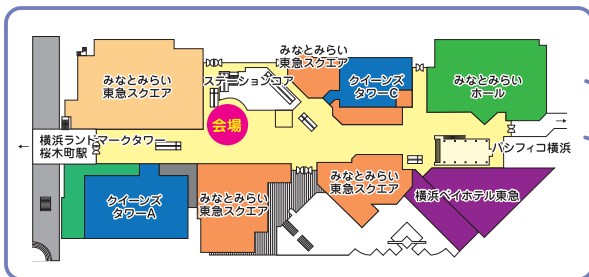 みなとみらい
東急スクエア
ステーションコア
みなとみらい
東急スクエア
クイーンズ
タワーC
みなとみらい
ホール
会場
横浜ランドマークタワー
桜木町駅
パシフィコ横浜
クイーンズ
タワーA
みなとみらい
東急スクエア
みなとみらい
東急スクエア
横浜ベイホテル東急